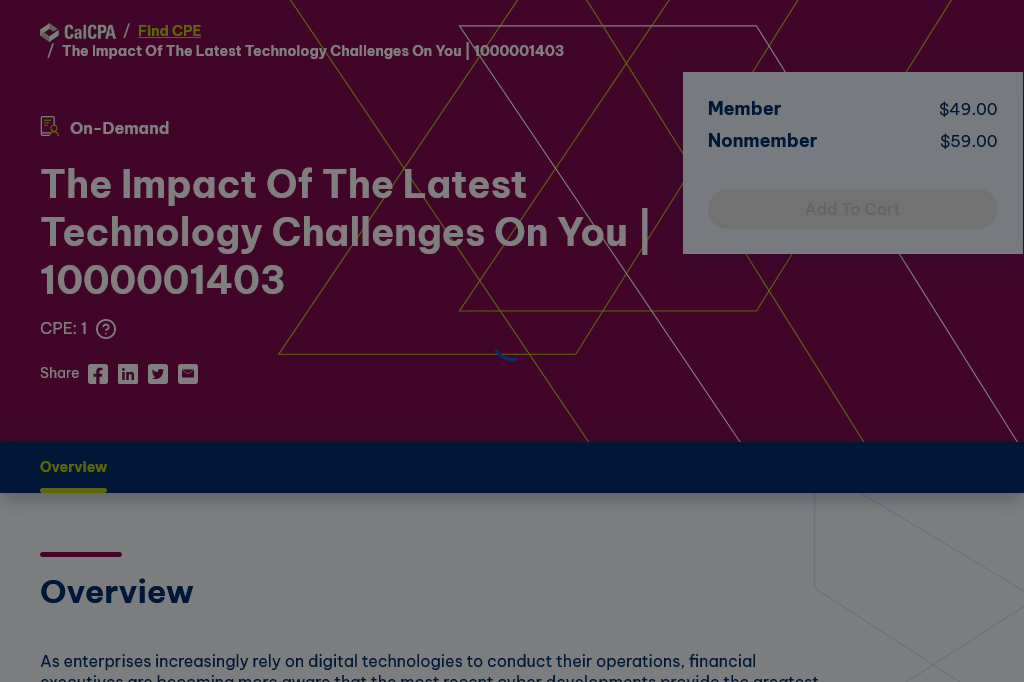 CalCPA / Find CPE
/ The Impact Of The Latest Technology Challenges On You | 1000001403
On-Demand
The Impact Of The Latest
Technology Challenges On You |
1000001403
CPE: 1
Share
Member $49.00
Nonmember $59.00
Add To Cart
Overview
Overview
As enterprises increasingly rely on digital technologies to conduct their operations, financial
executives are becoming more aware that the most recent cyber developments provide the greatest